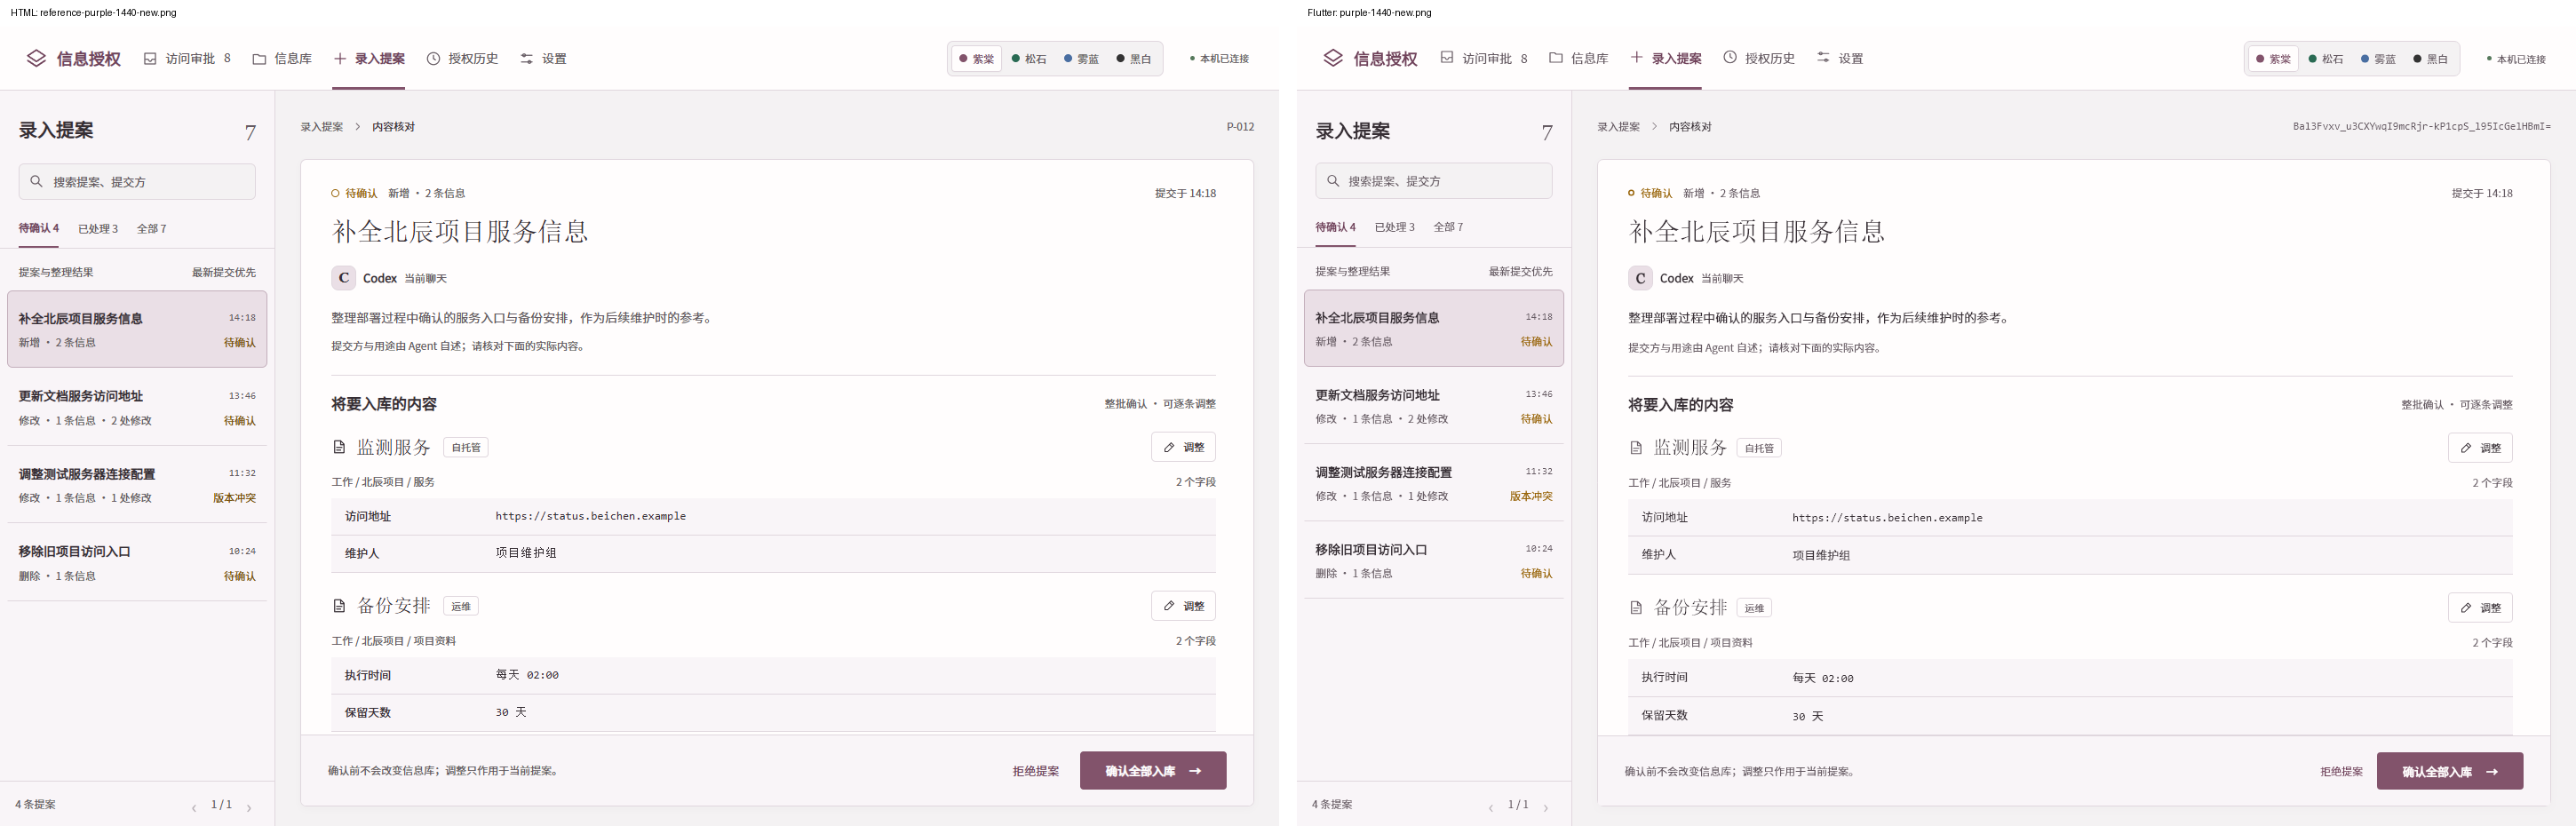 HTML: reference-purple-1440-new.png
信息授权 访问审批 8 信息库 录入提案 授权历史 设置 紫棠 松石 雾蓝 黑白 本机已连接
录入提案 7
搜索提案、提交方
待确认 4 已处理 3 全部 7
提案与整理结果 最新提交优先
补全北辰项目服务信息 14:18
新增 · 2 条信息 待确认
更新文档服务访问地址 13:46
修改 · 1 条信息 · 2 处修改 待确认
调整测试服务器连接配置 11:32
修改 · 1 条信息 · 1 处修改 版本冲突
移除旧项目访问入口 10:24
删除 · 1 条信息 待确认
4 条提案 ‹ 1 / 1 ›
录入提案 > 内容核对 P-012
待确认 新增 · 2 条信息 提交于 14:18
补全北辰项目服务信息
C Codex 当前聊天
整理部署过程中确认的服务入口与备份安排，作为后续维护时的参考。
提交方与用途由 Agent 自述；请核对下面的实际内容。
将要入库的内容 整批确认 · 可逐条调整
监测服务 自托管 调整
工作 / 北辰项目 / 服务 2 个字段
访问地址 https://status.beichen.example
维护人 项目维护组
备份安排 运维 调整
工作 / 北辰项目 / 项目资料 2 个字段
执行时间 每天 02:00
保留天数 30 天
确认前不会改变信息库；调整只作用于当前提案。 拒绝提案 确认全部入库 →
Flutter: purple-1440-new.png
信息授权 访问审批 8 信息库 录入提案 授权历史 设置 紫棠 松石 雾蓝 黑白 本机已连接
录入提案 7
搜索提案、提交方
待确认 4 已处理 3 全部 7
提案与整理结果 最新提交优先
补全北辰项目服务信息 14:18
新增 · 2 条信息 待确认
更新文档服务访问地址 13:46
修改 · 1 条信息 · 2 处修改 待确认
调整测试服务器连接配置 11:32
修改 · 1 条信息 · 1 处修改 版本冲突
移除旧项目访问入口 10:24
删除 · 1 条信息 待确认
4 条提案 ‹ 1 / 1 ›
录入提案 > 内容核对
待确认 新增 · 2 条信息 提交于 14:18
补全北辰项目服务信息
C Codex 当前聊天
整理部署过程中确认的服务入口与备份安排，作为后续维护时的参考。
提交方与用途由 Agent 自述；请核对下面的实际内容。
将要入库的内容 整批确认 · 可逐条调整
监测服务 自托管 调整
工作 / 北辰项目 / 服务 2 个字段
访问地址 https://status.beichen.example
维护人 项目维护组
备份安排 运维 调整
工作 / 北辰项目 / 项目资料 2 个字段
执行时间 每天 02:00
保留天数 30 天
确认前不会改变信息库；调整只作用于当前提案。 拒绝提案 确认全部入库 →